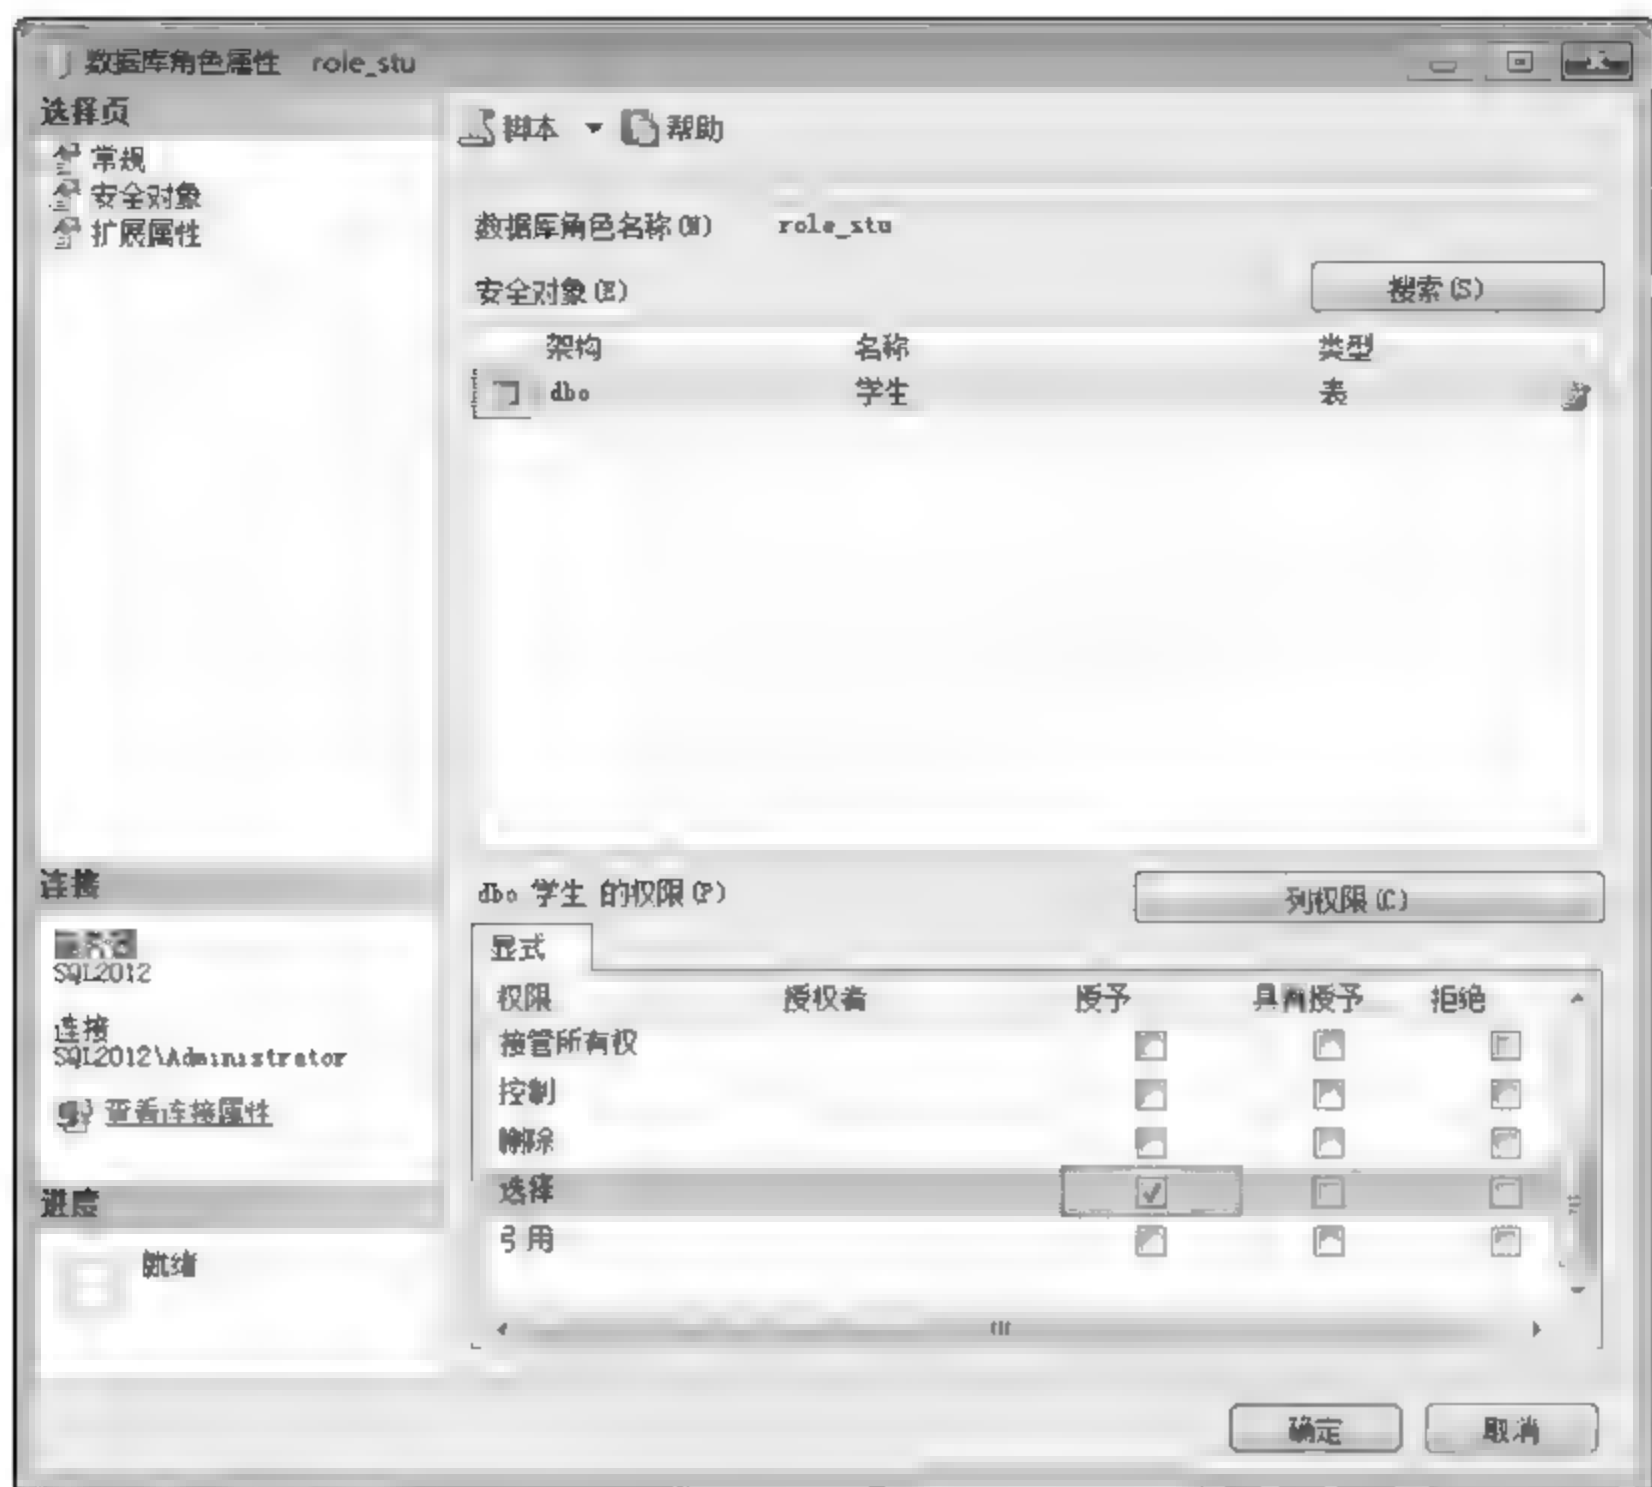 数据库角色属性 role_stu
选择页
常规
安全对象
扩展属性
脚本 帮助
数据库角色名称(N) role_stu
安全对象(E) 搜索(S)
架构 名称 类型
dbo 学生 表
连接
SQL2012
连接
SQL2012\Administrator
查看连接属性
进度
就绪
dbo 学生 的权限(P) 列权限(C)
显式
权限 授权者 授予 具有授予 拒绝
接管所有权
控制
选择
引用
确定 取消